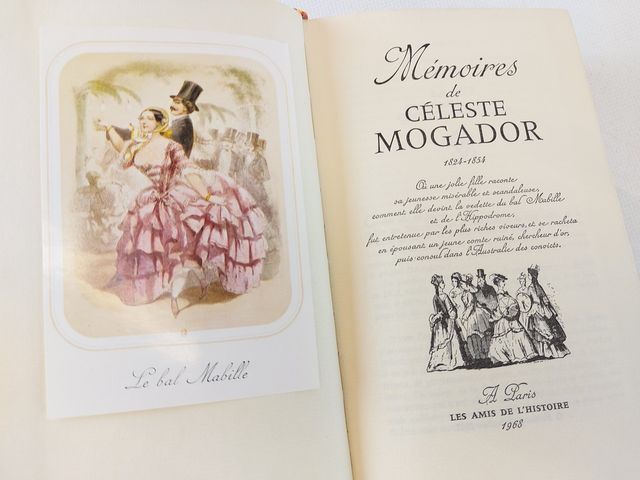 Le bal Mabille
Mémoires
de
CÉLESTE
MOGADOR
1824-1854
Où une jolie fille raconte
sa jeunesse misérable et scandaleuse,
comment elle devint la vedette du bal Mabille
et de l'Hippodrome,
fut entretenue par les plus riches viveurs, et se racheta
en épousant un jeune comte ruiné, chercheur d'or,
puis consul dans l'Australie des convicts.
A Paris
LES AMIS DE L'HISTOIRE
1968